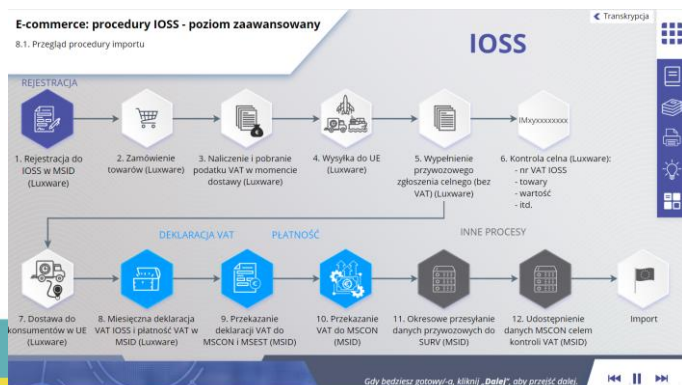 E-commerce: procedury IOSS - poziom zaawansowany
Transkrypcja
8.1. Przegląd procedury importu
IOSS
REJESTRACJA
IMxyxxxxxxxx
1. Rejestracja do
IOSS w MSID
(Luxware)
2. Zamówienie
towarów (Luxware)
3. Naliczenie i pobranie
podatku VAT w momencie
dostawy (Luxware)
4. Wysyłka do UE
(Luxware)
5. Wypełnienie
przywozowego
zgłoszenia celnego (bez
VAT) (Luxware)
6. Kontrola celna (Luxware):
- nr VAT IOSS
- towary
- wartość
- itd.
DEKLARACJA VAT
PŁATNOŚĆ
INNE PROCESY
7. Dostawa do
konsumentów w UE
(Luxware)
8. Miesięczna deklaracja
VAT IOSS i płatność VAT w
MSID (Luxware)
9. Przekazanie
deklaracji VAT do
MSCON i MSEST (MSID)
10. Przekazanie
VAT do MSCON
(MSID)
11. Okresowe przesyłanie
danych przywozowych do
SURV (MSID)
12. Udostępnienie
danych MSCON celem
kontroli VAT (MSID)
Import
Gdy będziesz gotowy/-a, kliknij „Dalej”, aby przejść dalej.